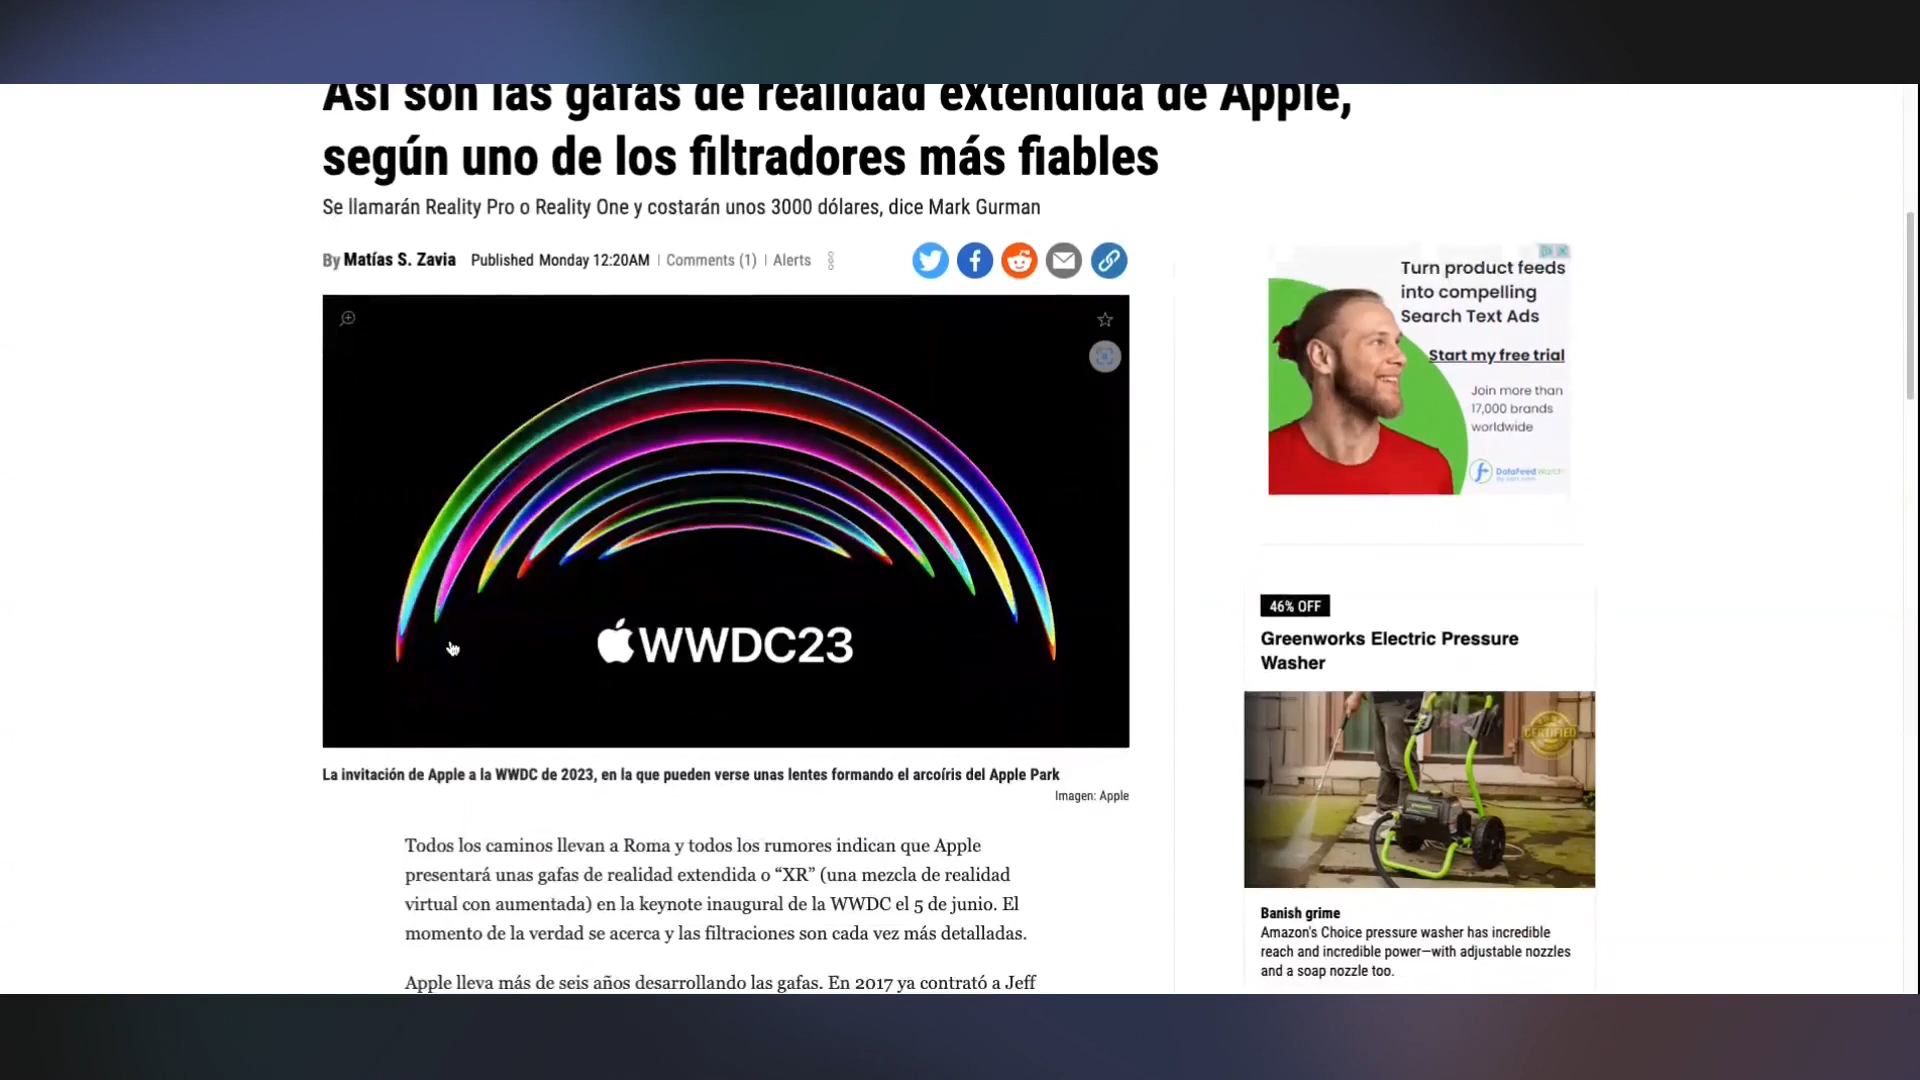 Así son las gafas de realidad extendida de Apple,
según uno de los filtradores más fiables
Se llamarán Reality Pro o Reality One y costarán unos 3000 dólares, dice Mark Gurman
By Matías S. Zavia Published Monday 12:20AM | Comments (1) | Alerts
WWDC23
La invitación de Apple a la WWDC de 2023, en la que pueden verse unas lentes formando el arcoíris del Apple Park
Imagen: Apple
Todos los caminos llevan a Roma y todos los rumores indican que Apple
presentará unas gafas de realidad extendida o “XR” (una mezcla de realidad
virtual con aumentada) en la keynote inaugural de la WWDC el 5 de junio. El
momento de la verdad se acerca y las filtraciones son cada vez más detalladas.
Apple lleva más de seis años desarrollando las gafas. En 2017 ya contrató a Jeff
Turn product feeds
into compelling
Search Text Ads
Start my free trial
Join more than
17,000 brands
worldwide
DataFeedWatch
46% OFF
Greenworks Electric Pressure
Washer
CERTIFIED
Banish grime
Amazon's Choice pressure washer has incredible
reach and incredible power—with adjustable nozzles
and a soap nozzle too.